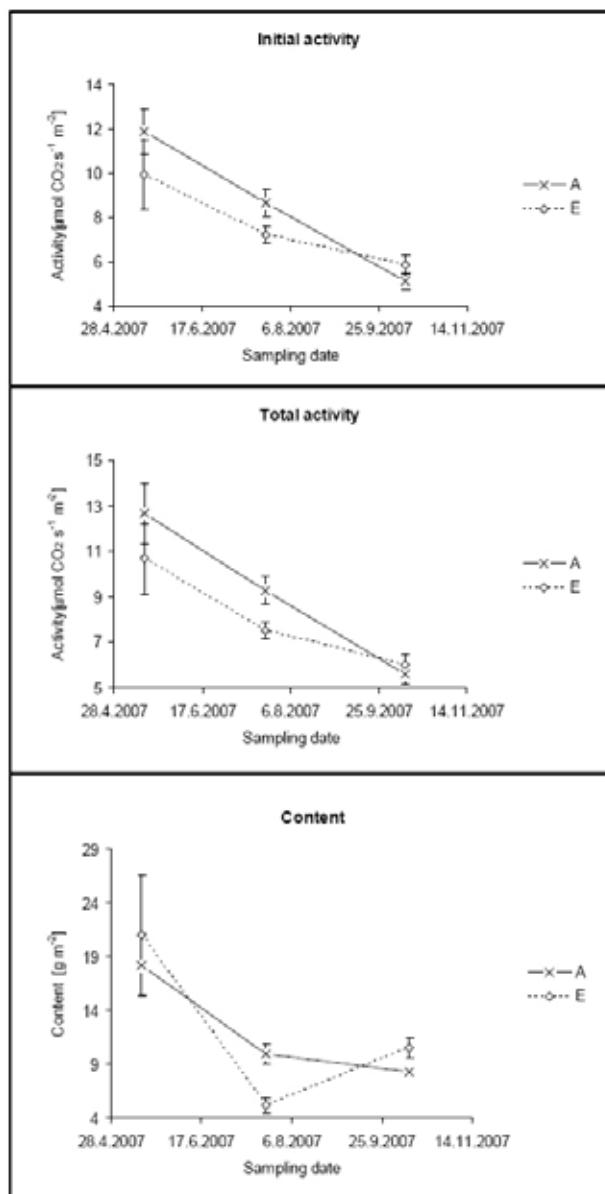 Initial activity
14
12
10
8
6
4
Activity[µmol CO2 s⁻¹ m⁻²]
28.4.2007 17.6.2007 6.8.2007 25.9.2007 14.11.2007
Sampling date
A
E
Total activity
15
13
11
9
7
5
Activity[µmol CO2 s⁻¹ m⁻²]
28.4.2007 17.6.2007 6.8.2007 25.9.2007 14.11.2007
Sampling date
A
E
Content
29
24
19
14
9
4
Content [g m⁻²]
28.4.2007 17.6.2007 6.8.2007 25.9.2007 14.11.2007
Sampling date
A
E